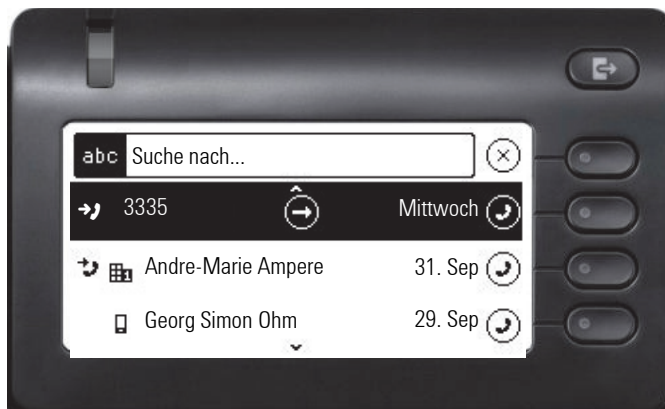 abc Suche nach...
3335 Mittwoch
Andre-Marie Ampere 31. Sep
Georg Simon Ohm 29. Sep